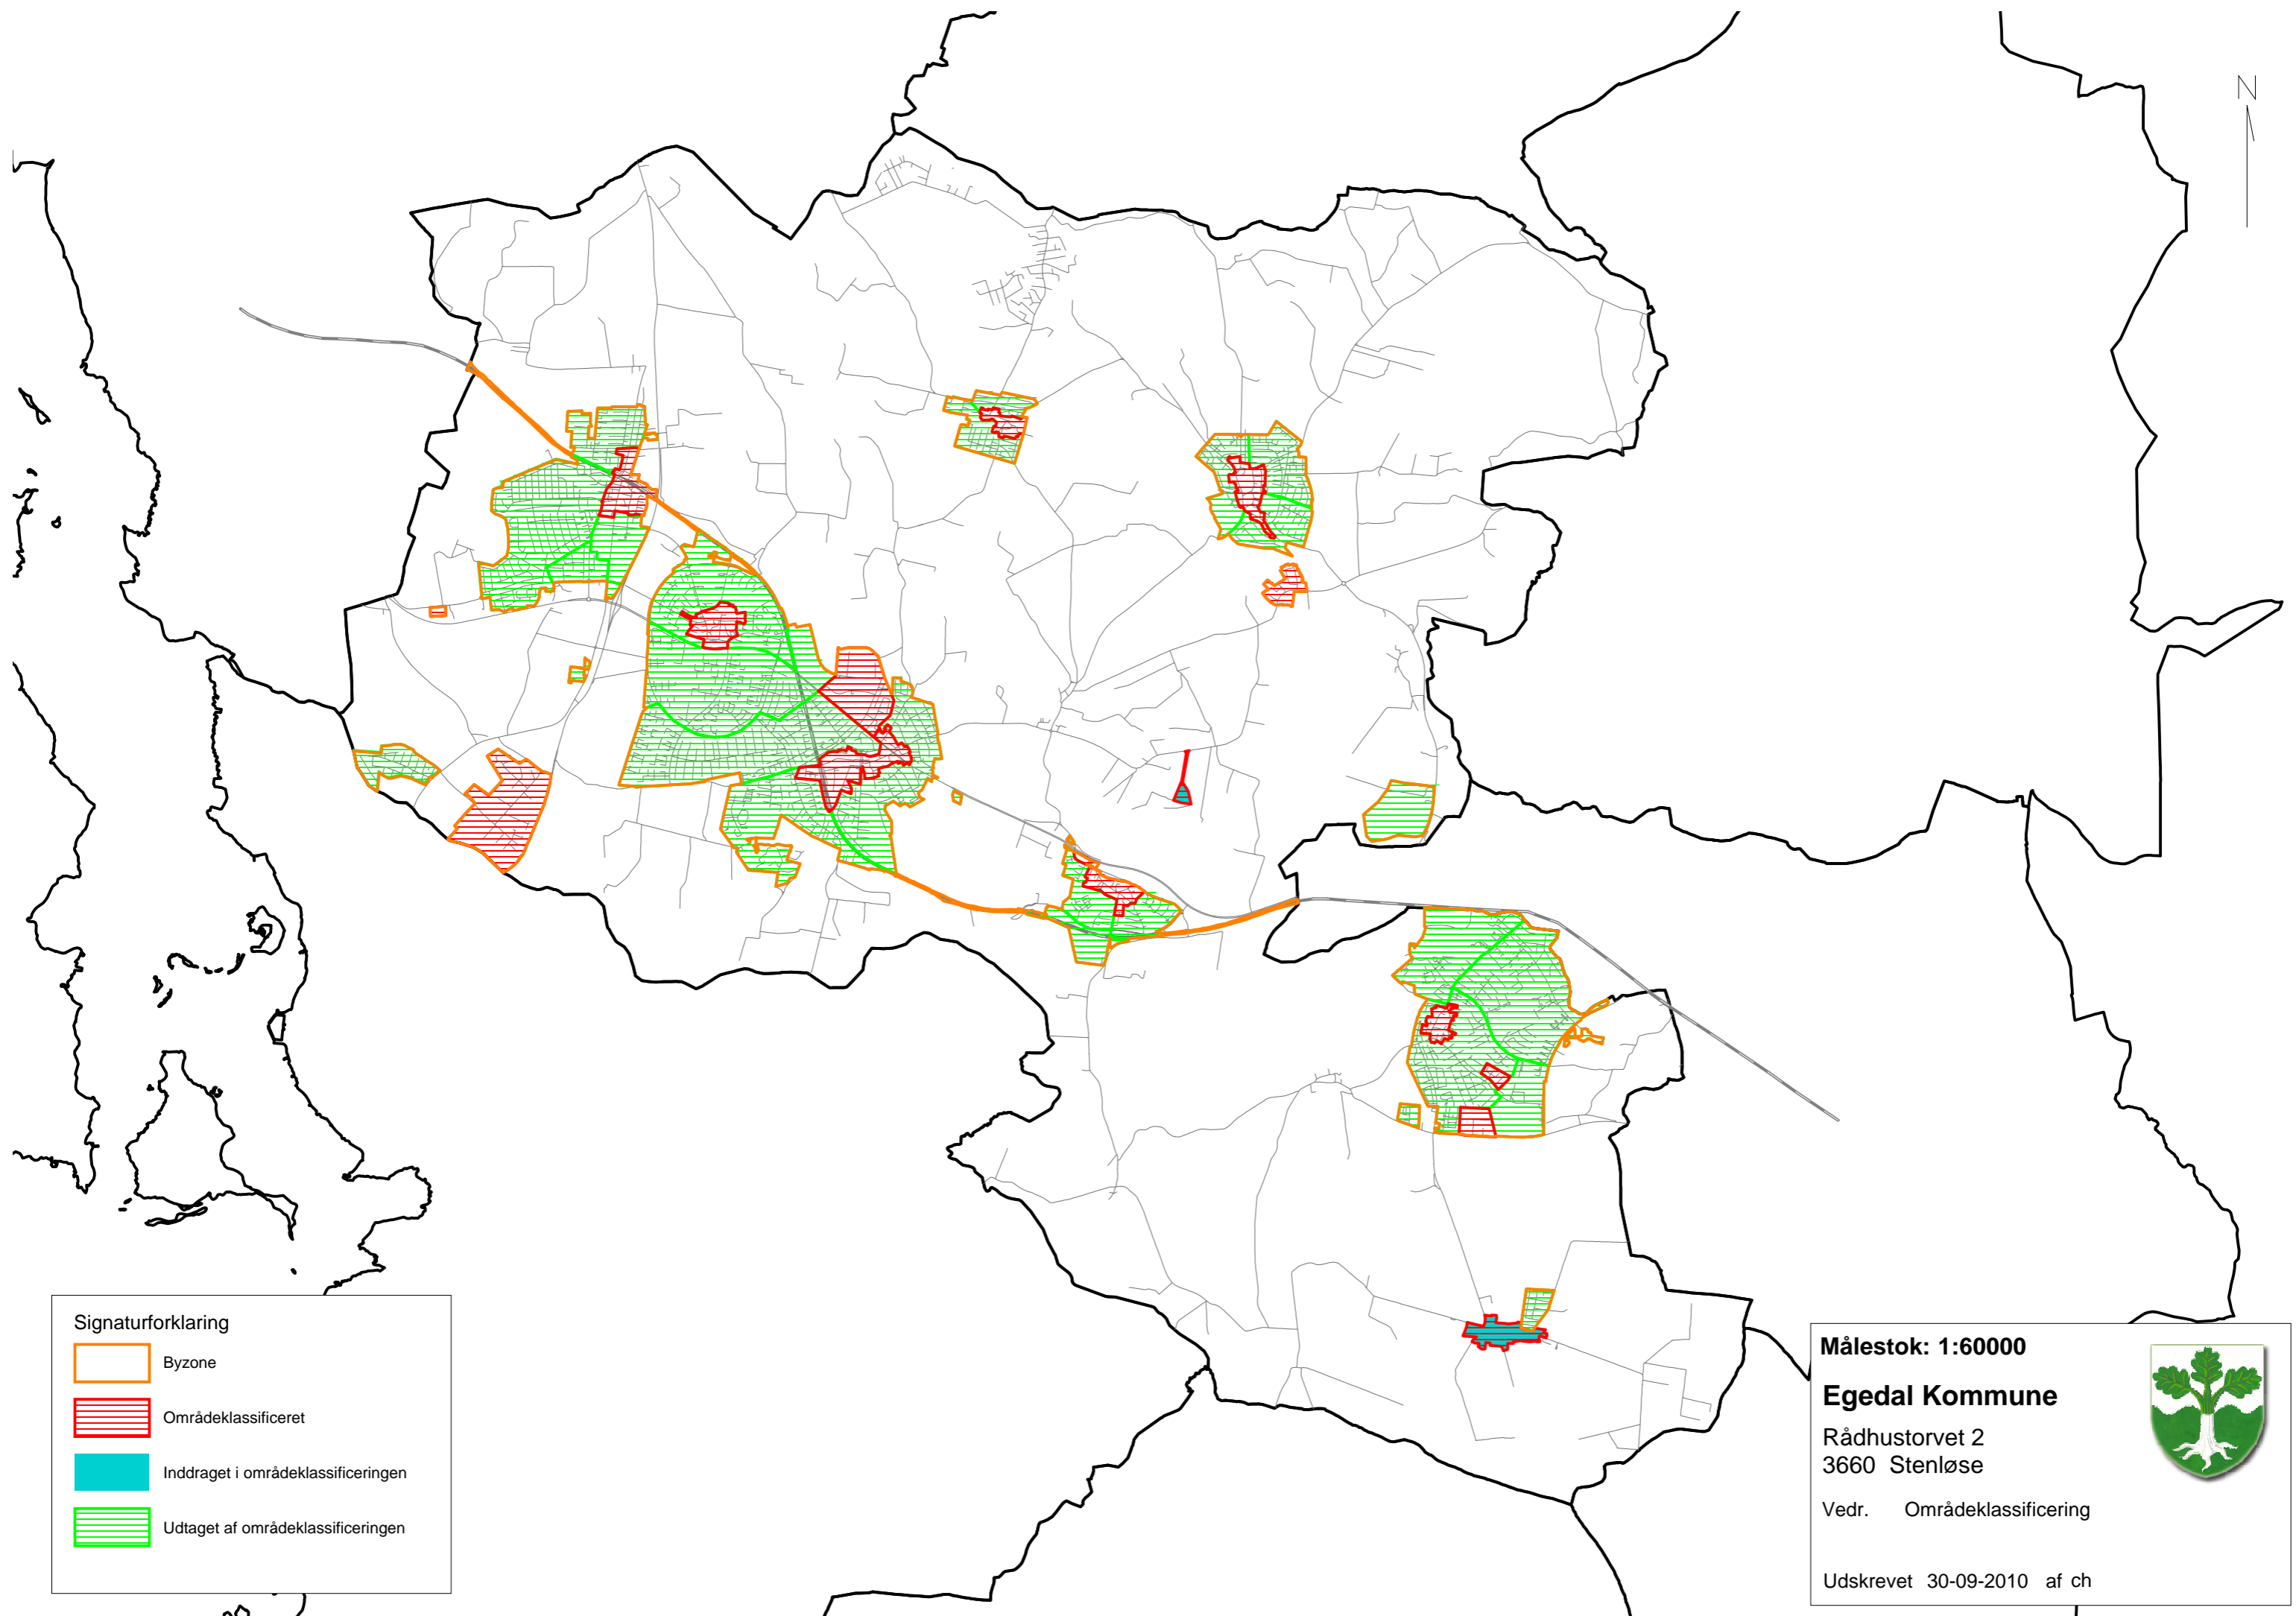 N
Signaturforklaring
Byzone
Områdeklassificeret
Inddraget i områdeklassificeringen
Udtaget af områdeklassificeringen
Målestok: 1:60000
Egedal Kommune
Rådhustorvet 2
3660 Stenløse
Vedr. Områdeklassificering
Udskrevet 30-09-2010 af ch